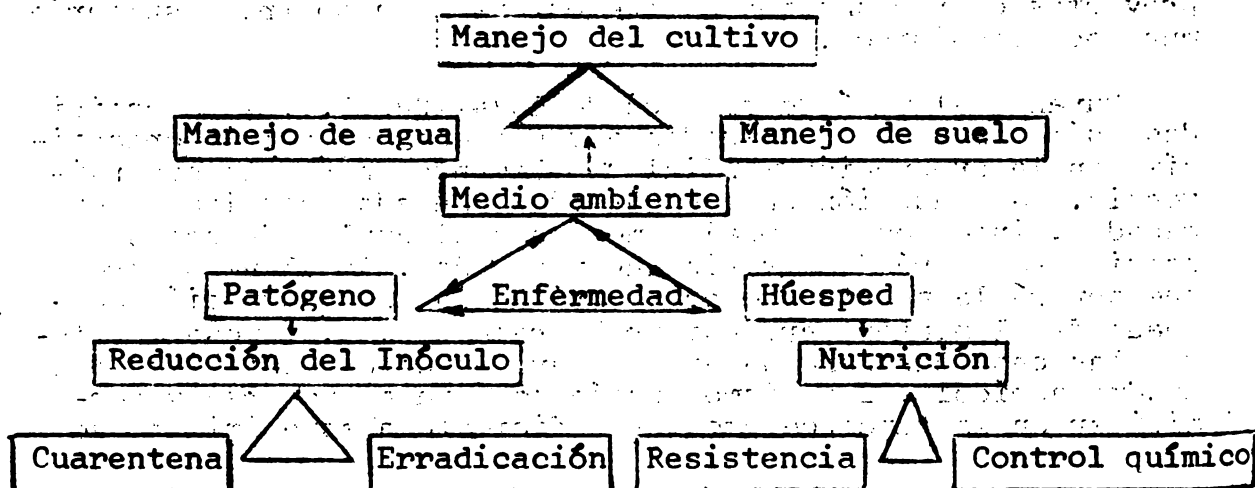 Manejo del cultivo
Manejo de agua Manejo de suelo
Medio ambiente
Patógeno Enfermedad Húesped
Reducción del Inóculo Nutrición
Cuarentena Erradicación Resistencia Control químico